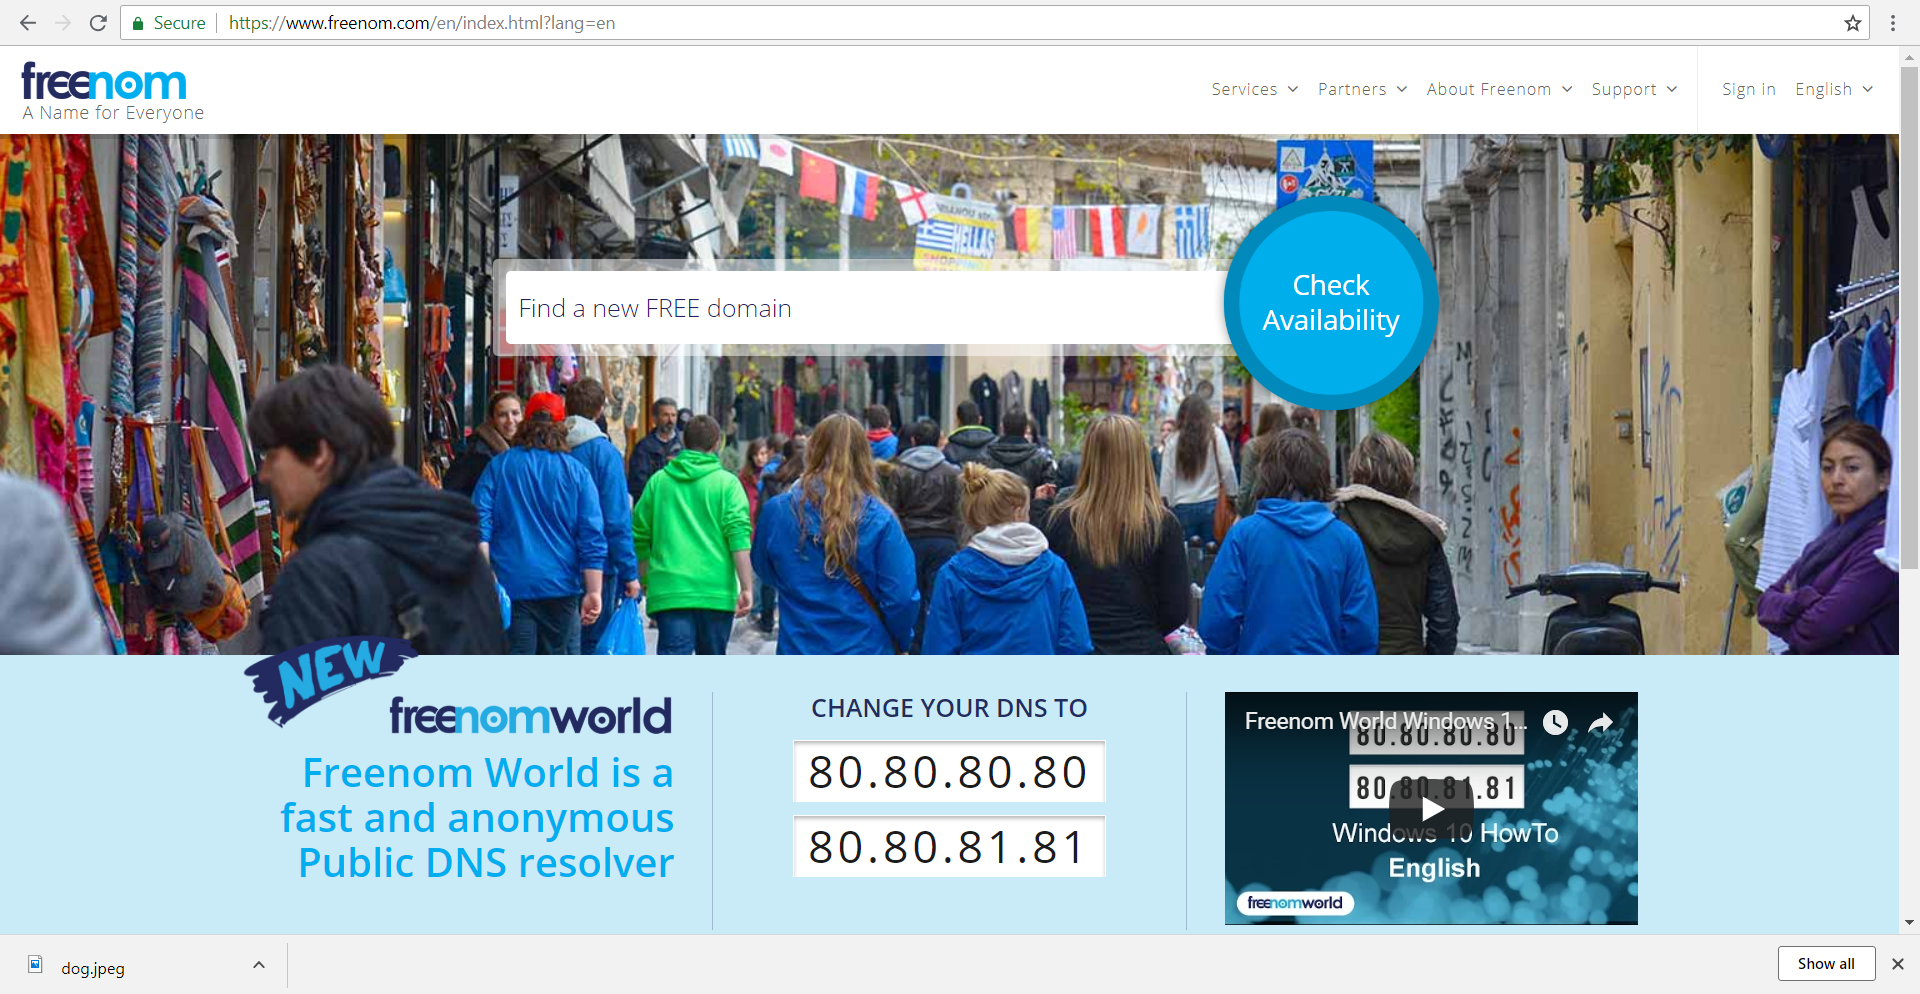 Secure
https://www.freenom.com/en/index.html?lang=en
freenom
A Name for Everyone
Services
Partners
About Freenom
Support
Sign in
English
HELLAS
Find a new FREE domain
Check
Availability
NEW
freenomworld
Freenom World is a
fast and anonymous
Public DNS resolver
CHANGE YOUR DNS TO
80.80.80.80
80.80.81.81
Freenom World Windows 1...
80.80.80.80
80.80.81.81
Windows 10 HowTo
English
freenomworld
dog.jpeg
Show all